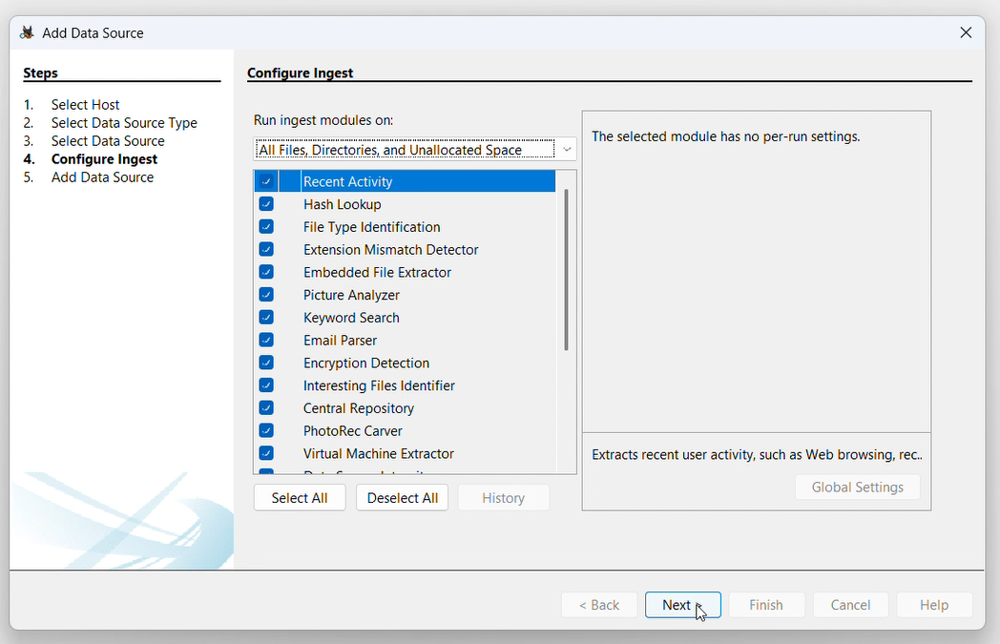 Add Data Source
Steps
1. Select Host
2. Select Data Source Type
3. Select Data Source
4. Configure Ingest
5. Add Data Source
Configure Ingest
Run ingest modules on:
All Files, Directories, and Unallocated Space
Recent Activity
Hash Lookup
File Type Identification
Extension Mismatch Detector
Embedded File Extractor
Picture Analyzer
Keyword Search
Email Parser
Encryption Detection
Interesting Files Identifier
Central Repository
PhotoRec Carver
Virtual Machine Extractor
Select All
Deselect All
History
The selected module has no per-run settings.
Extracts recent user activity, such as Web browsing, rec..
Global Settings
< Back
Next >
Finish
Cancel
Help